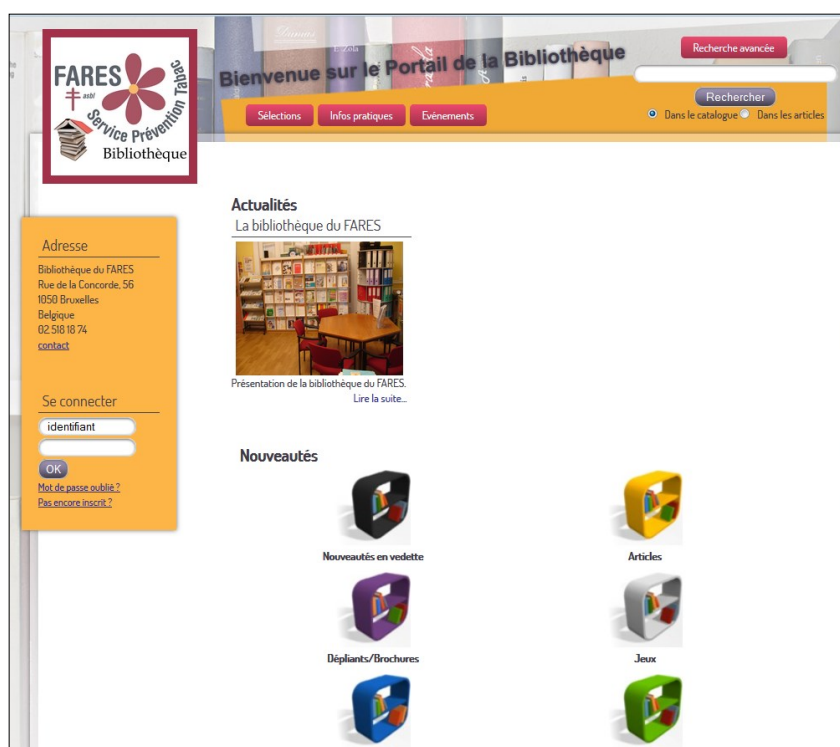 FARES
asbl
Service Prévention Tabac
Bibliothèque
Bienvenue sur le Portail de la Bibliothèque
Recherche avancée
Rechercher
Dans le catalogue
Dans les articles
Sélections
Infos pratiques
Evénements
Adresse
Bibliothèque du FARES
Rue de la Concorde, 56
1050 Bruxelles
Belgique
02 518 18 74
contact
Se connecter
identifiant
OK
Mot de passe oublié ?
Pas encore inscrit ?
Actualités
La bibliothèque du FARES
Présentation de la bibliothèque du FARES.
Lire la suite...
Nouveautés
Nouveautés en vedette
Articles
Dépliants/Brochures
Jeux